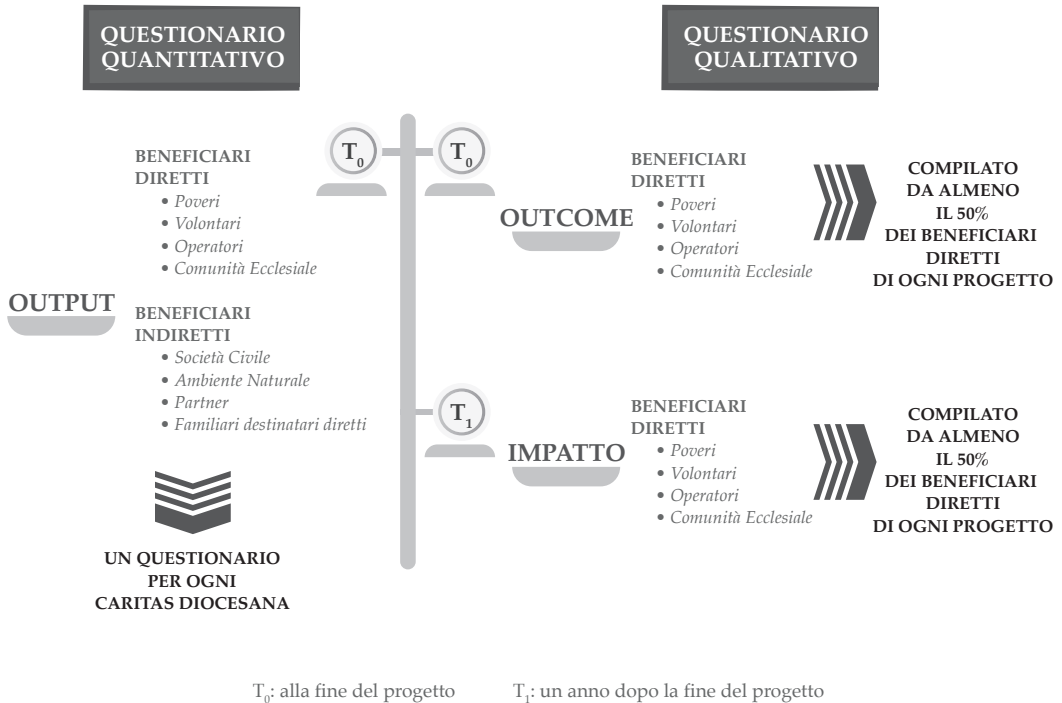 QUESTIONARIO
QUANTITATIVO
T₀
BENEFICIARI
DIRETTI
• Poveri
• Volontari
• Operatori
• Comunità Ecclesiale
OUTPUT
BENEFICIARI
INDIRETTI
• Società Civile
• Ambiente Naturale
• Partner
• Familiari destinatari diretti
UN QUESTIONARIO
PER OGNI
CARITAS DIOCESANA
QUESTIONARIO
QUALITATIVO
T₀
OUTCOME
BENEFICIARI
DIRETTI
• Poveri
• Volontari
• Operatori
• Comunità Ecclesiale
COMPILATO
DA ALMENO
IL 50%
DEI BENEFICIARI
DIRETTI
DI OGNI PROGETTO
T₁
IMPATTO
BENEFICIARI
DIRETTI
• Poveri
• Volontari
• Operatori
• Comunità Ecclesiale
COMPILATO
DA ALMENO
IL 50%
DEI BENEFICIARI
DIRETTI
DI OGNI PROGETTO
T₀: alla fine del progetto T₁: un anno dopo la fine del progetto